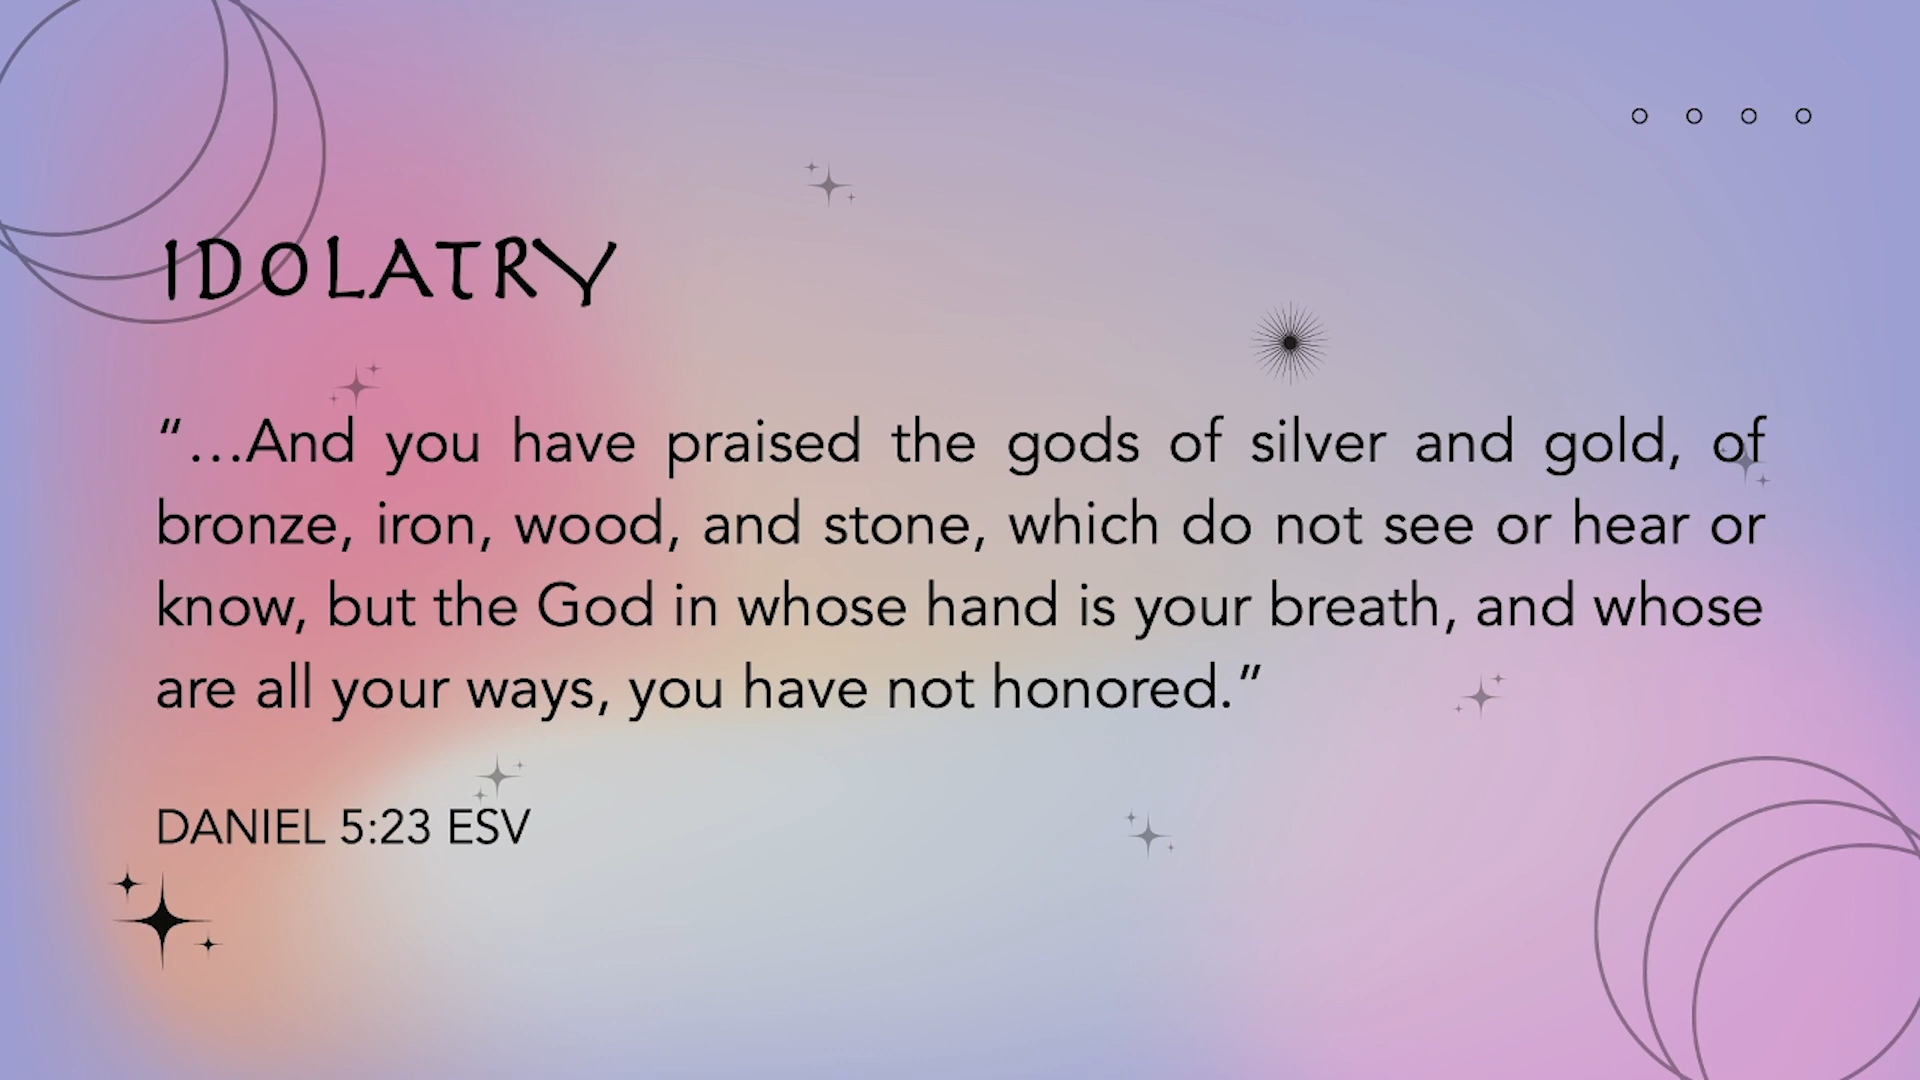 IDOLATRY
“…And you have praised the gods of silver and gold, of
bronze, iron, wood, and stone, which do not see or hear or
know, but the God in whose hand is your breath, and whose
are all your ways, you have not honored.”
DANIEL 5:23 ESV